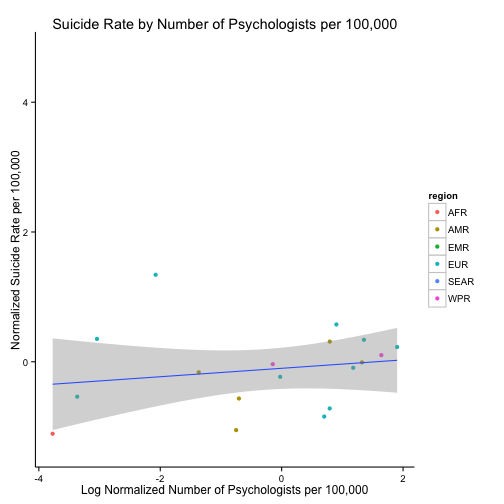 Suicide Rate by Number of Psychologists per 100,000
Normalized Suicide Rate per 100,000
4
2
0
-4
-2
0
2
Log Normalized Number of Psychologists per 100,000
region
AFR
AMR
EMR
EUR
SEAR
WPR